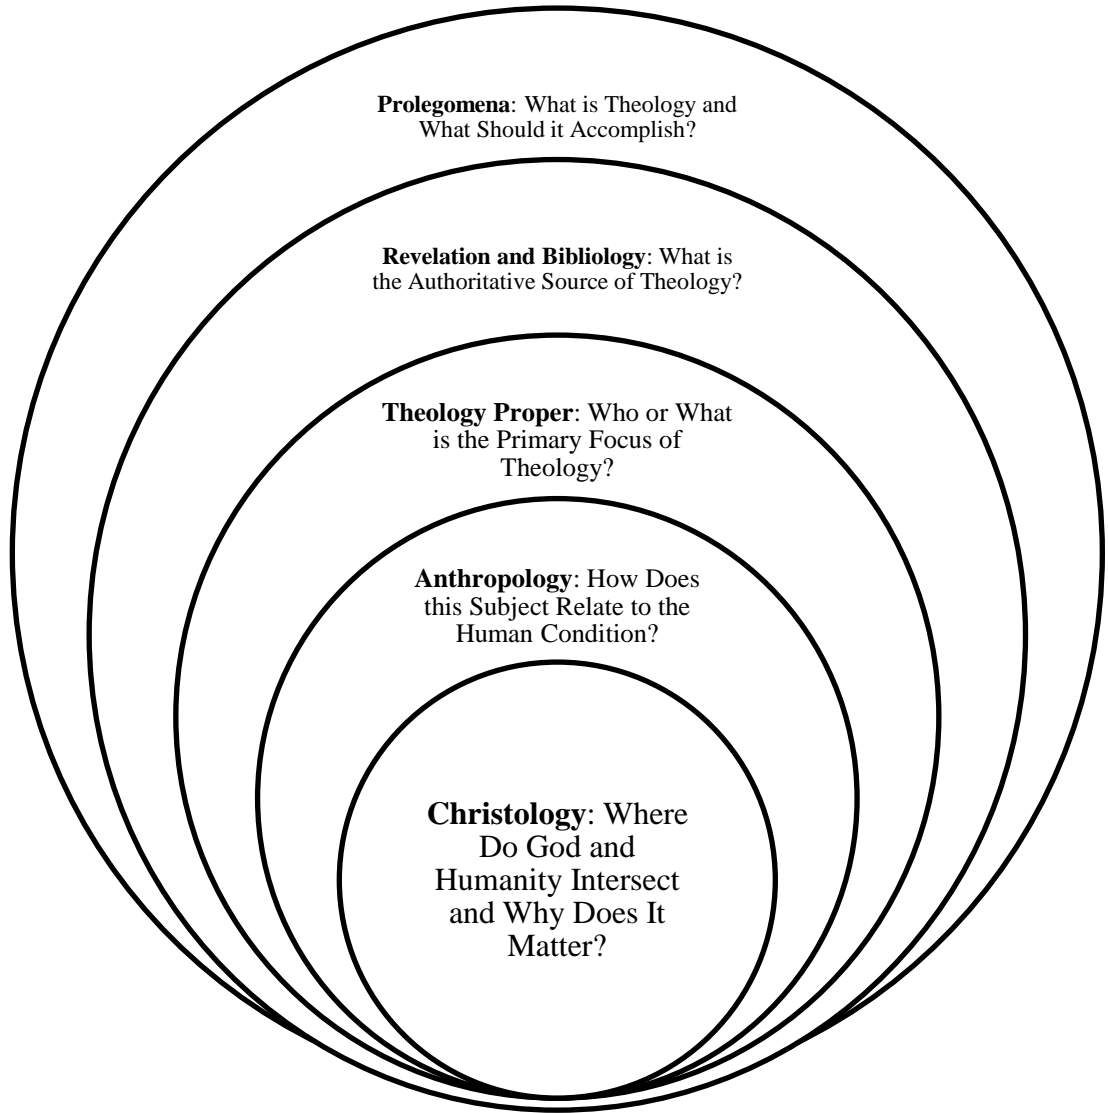 Prolegomena: What is Theology and
What Should it Accomplish?
Revelation and Bibliology: What is
the Authoritative Source of Theology?
Theology Proper: Who or What
is the Primary Focus of
Theology?
Anthropology: How Does
this Subject Relate to the
Human Condition?
Christology: Where
Do God and
Humanity Intersect
and Why Does It
Matter?